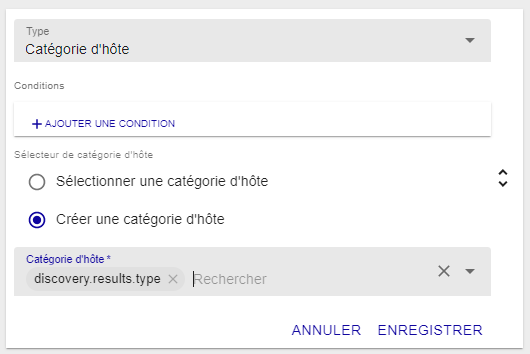 Type
Catégorie d'hôte
Conditions
+ AJOUTER UNE CONDITION
Sélecteur de catégorie d'hôte
Sélectionner une catégorie d'hôte
Créer une catégorie d'hôte
Catégorie d'hôte *
discovery.results.type
Rechercher
ANNULER ENREGISTRER